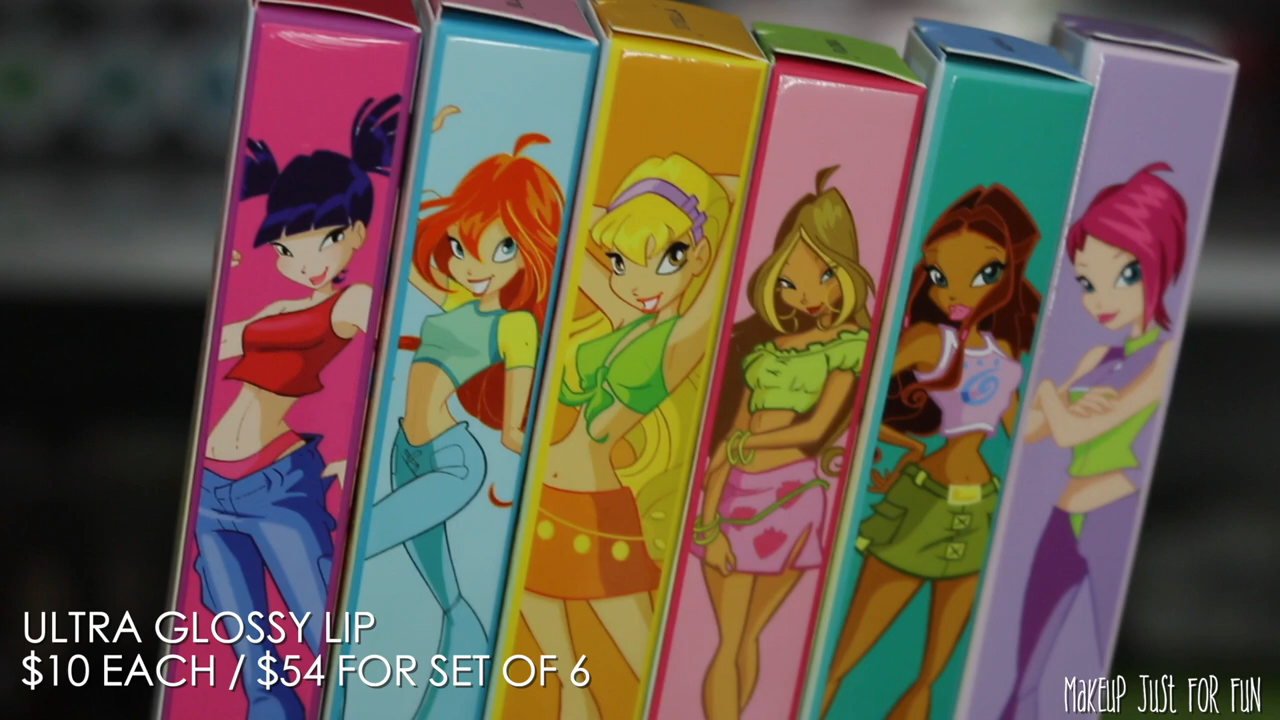 ULTRA GLOSSY LIP
$10 EACH / $54 FOR SET OF 6
MAKEUP JUST FOR FUN